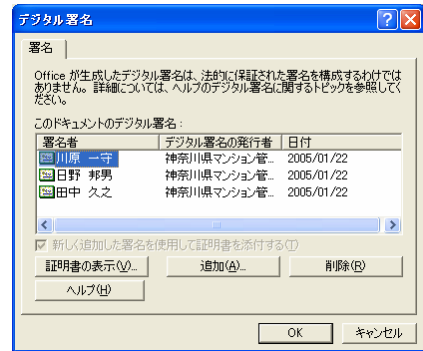 デジタル署名
署名
Office が生成したデジタル署名は、法的に保証された署名を構成するわけでは
ありません。詳細については、ヘルプのデジタル署名に関するトピックを参照してく
ださい。
このドキュメントのデジタル署名:
署名者 デジタル署名の発行者 日付
川原 一守 神奈川県マンション管... 2005/01/22
日野 邦男 神奈川県マンション管... 2005/01/22
田中 久之 神奈川県マンション管... 2005/01/22
新しく追加した署名を使用して証明書を添付する(T)
証明書の表示(V)... 追加(A)... 削除(R)
ヘルプ(H)
OK キャンセル